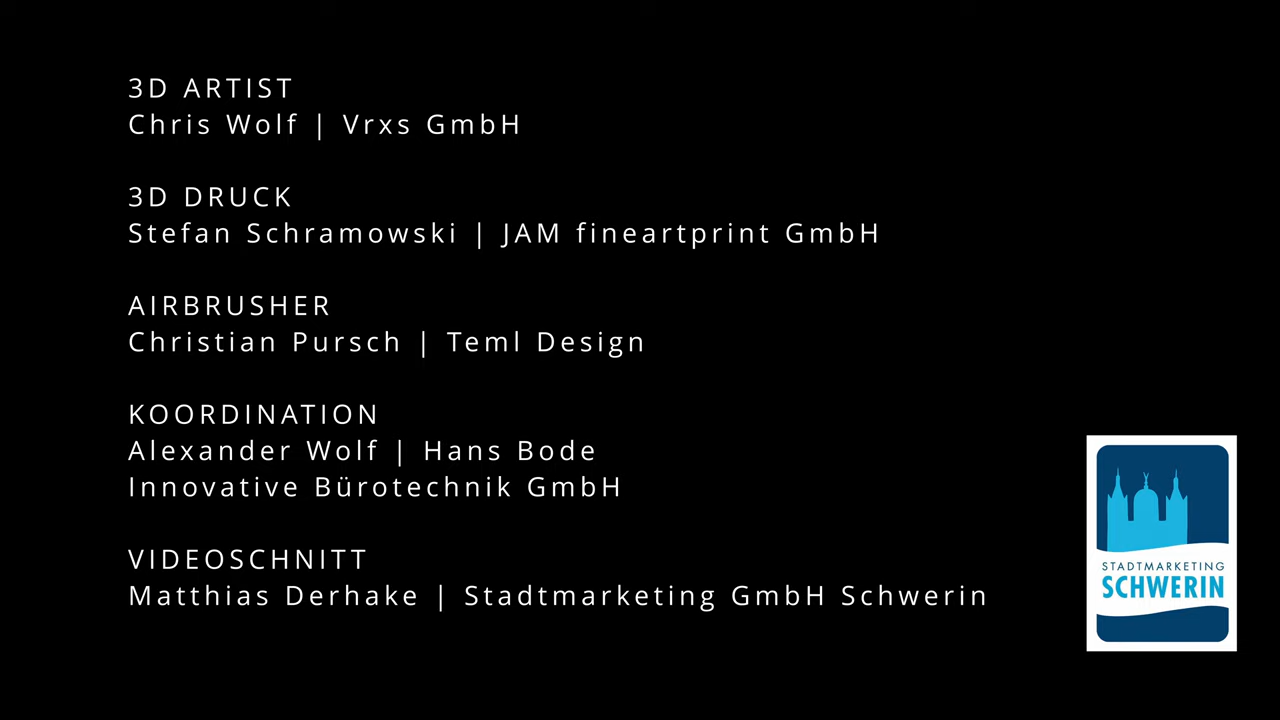 3D ARTIST
Chris Wolf | Vrxs GmbH
3D DRUCK
Stefan Schramowski | JAM fineartprint GmbH
AIRBRUSHER
Christian Pursch | Teml Design
KOORDINATION
Alexander Wolf | Hans Bode
Innovative Bürotechnik GmbH
VIDEOSCHNITT
Matthias Derhake | Stadtmarketing GmbH Schwerin
STADTMARKETING
SCHWERIN